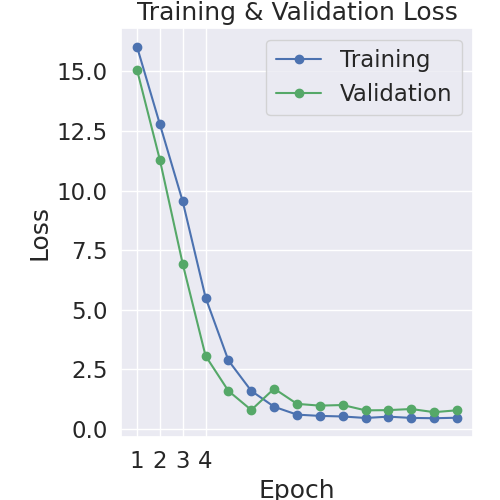 Training & Validation Loss
Training
Validation
Loss
15.0
12.5
10.0
7.5
5.0
2.5
0.0
1 2 3 4
Epoch